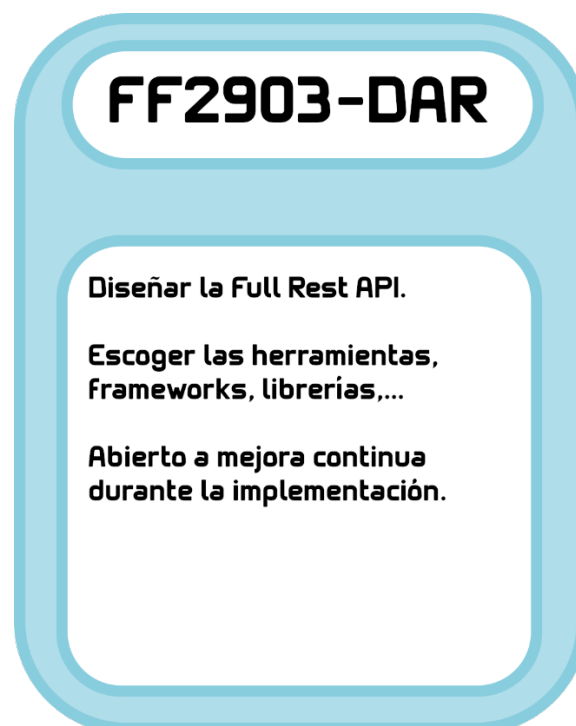 FF2903-DAR
Diseñar la Full Rest API.
Escoger las herramientas,
frameworks, librerías,...
Abierto a mejora continua
durante la implementación.